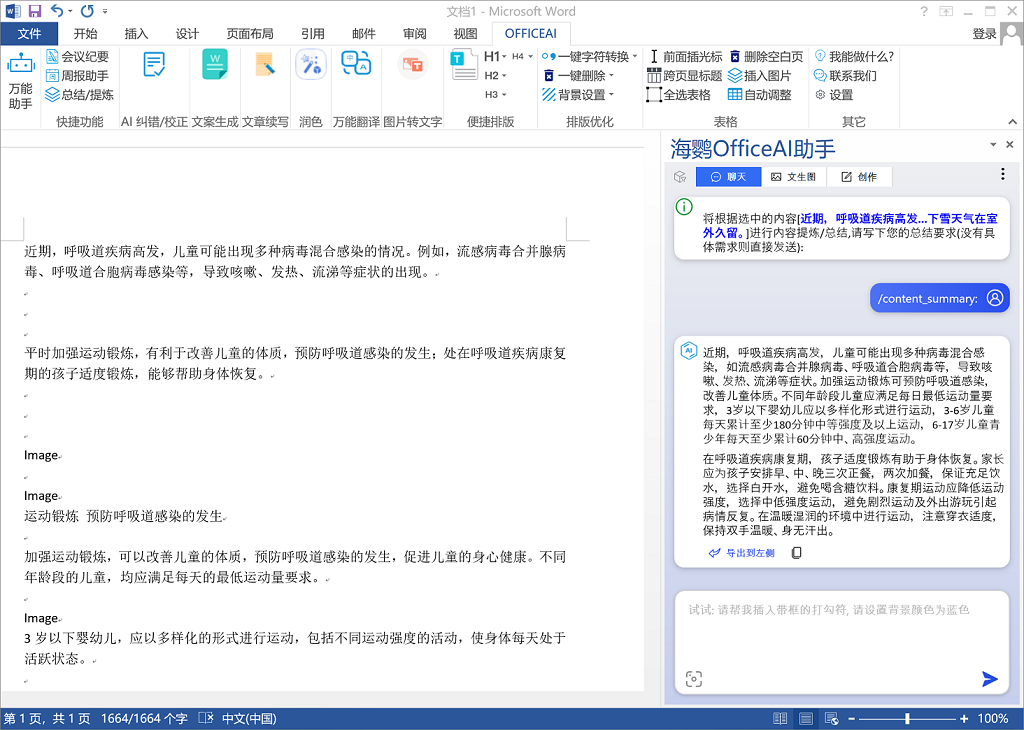 文档1 - Microsoft Word
文件 开始 插入 设计 页面布局 引用 邮件 审阅 视图 OFFICEAI 登录
万能
助手
会议纪要
周报助手
总结/提炼
快捷功能
AI 纠错/校正
文案生成
文章续写
润色
万能翻译
图片转文字
H1 H4
H2
H3
便捷排版
一键字符转换
一键删除
背景设置
排版优化
前面插光标 删除空白页
跨页显标题 插入图片
全选表格 自动调整
表格
我能做什么?
联系我们
设置
其它
近期，呼吸道疾病高发，儿童可能出现多种病毒混合感染的情况。例如，流感病毒合并腺病
毒、呼吸道合胞病毒感染等，导致咳嗽、发热、流涕等症状的出现。
平时加强运动锻炼，有利于改善儿童的体质，预防呼吸道感染的发生；处在呼吸道疾病康复
期的孩子适度锻炼，能够帮助身体恢复。
Image
Image
运动锻炼 预防呼吸道感染的发生
加强运动锻炼，可以改善儿童的体质，预防呼吸道感染的发生，促进儿童的身心健康。不同
年龄段的儿童，均应满足每天的最低运动量要求。
Image
3 岁以下婴幼儿，应以多样化的形式进行运动，包括不同运动强度的活动，使身体每天处于
活跃状态。
海鹦OfficeAI助手
聊天 文生图 创作
将根据选中的内容[近期，呼吸道疾病高发...下雪天气在室
外久留。]进行内容提炼/总结,请写下您的总结要求(没有具
体需求则直接发送):
/content_summary:
近期，呼吸道疾病高发，儿童可能出现多种病毒混合感
染，如流感病毒合并腺病毒、呼吸道合胞病毒等，导致咳
嗽、发热、流涕等症状。加强运动锻炼可预防呼吸道感染，
改善儿童体质。不同年龄段儿童应满足每日最低运动量要
求，3岁以下婴幼儿应以多样化形式进行运动，3-6岁儿童
每天累计至少180分钟中等强度及以上运动，6-17岁儿童青
少年每天至少累计60分钟中、高强度运动。
在呼吸道疾病康复期，孩子适度锻炼有助于身体恢复。家长
应为孩子安排早、中、晚三次正餐，两次加餐，保证充足饮
水，选择白开水，避免喝含糖饮料。康复期运动应降低运动
强度，选择中低强度运动，避免剧烈运动及外出游玩引起
病情反复。在温暖湿润的环境中进行运动，注意穿衣适度，
保持双手温暖、身无汗出。
导出到左侧
试试: 请帮我插入带框的打勾符, 请设置背景颜色为蓝色
第 1 页，共 1 页 1664/1664 个字 中文(中国) 100%